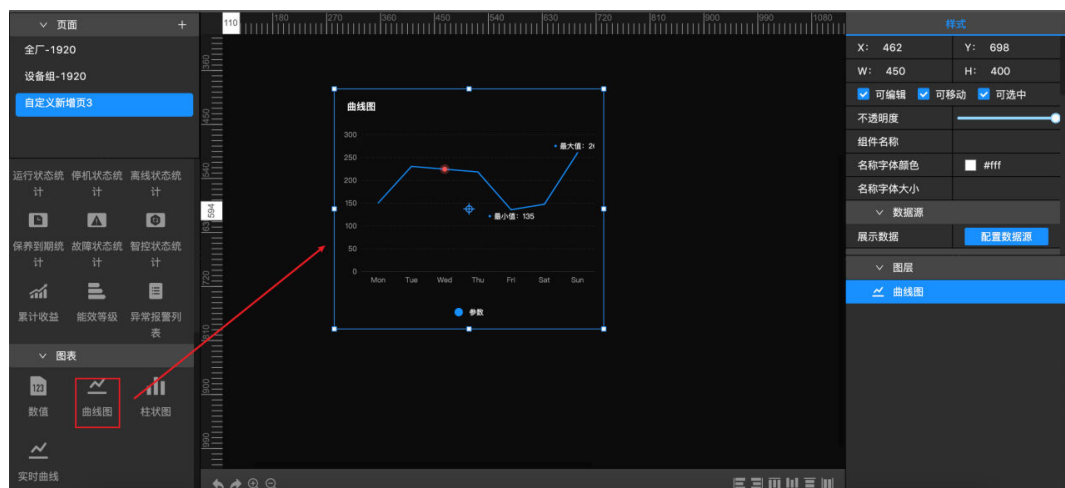 页面 +
全厂-1920
设备组-1920
自定义新增页3
运行状态统计
停机状态统计
离线状态统计
保养到期统计
故障状态统计
智控状态统计
累计收益
能效等级
异常报警列表
图表
123
数值
曲线图
柱状图
实时曲线
110
180 270 360 450 540 630 720 810 900 990 1080
360
450
540
594
63
720
810
900
990
曲线图
300
250
200
150
100
50
0
最大值: 26
最小值: 135
Mon Tue Wed Thu Fri Sat Sun
参数
样式
X: 462 Y: 698
W: 450 H: 400
可编辑 可移动 可选中
不透明度
组件名称
名称字体颜色 #fff
名称字体大小
数据源
展示数据 配置数据源
图层
曲线图